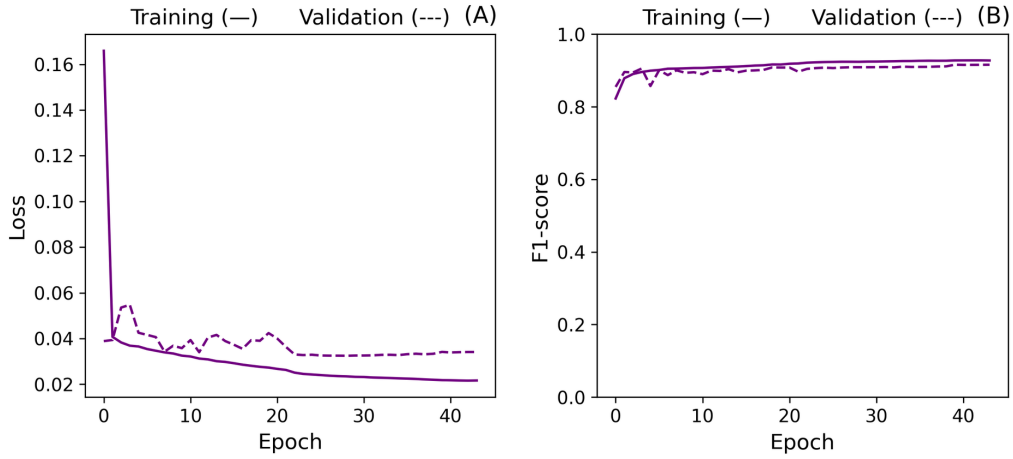 Training (—) Validation (---) (A)
0.16
0.14
0.12
0.10
0.08
0.06
0.04
0.02
Loss
0 10 20 30 40
Epoch
Training (—) Validation (---) (B)
1.0
0.8
0.6
0.4
0.2
0.0
F1-score
0 10 20 30 40
Epoch